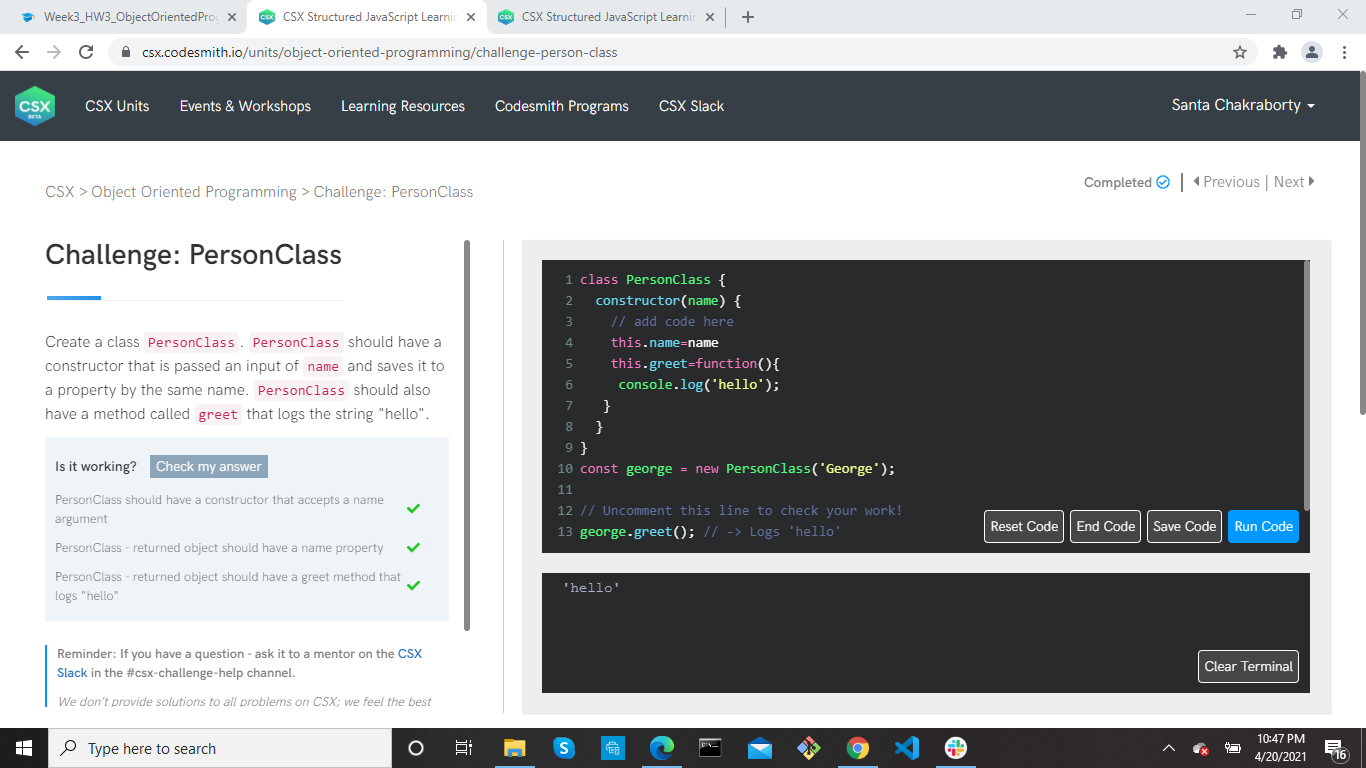 Week3_HW3_ObjectOrientedPro
CSX Structured JavaScript Learnin
CSX Structured JavaScript Learnin
csx.codesmith.io/units/object-oriented-programming/challenge-person-class
CSX
BETA
CSX Units
Events & Workshops
Learning Resources
Codesmith Programs
CSX Slack
Santa Chakraborty
CSX > Object Oriented Programming > Challenge: PersonClass
Completed
Previous | Next
Challenge: PersonClass
Create a class PersonClass. PersonClass should have a
constructor that is passed an input of name and saves it to
a property by the same name. PersonClass should also
have a method called greet that logs the string "hello".
Is it working? Check my answer
PersonClass should have a constructor that accepts a name
argument
PersonClass - returned object should have a name property
PersonClass - returned object should have a greet method that
logs "hello"
Reminder: If you have a question - ask it to a mentor on the CSX
Slack in the #csx-challenge-help channel.
We don't provide solutions to all problems on CSX; we feel the best
1 class PersonClass {
2 constructor(name) {
3 // add code here
4 this.name=name
5 this.greet=function(){
6 console.log('hello');
7 }
8 }
9 }
10 const george = new PersonClass('George');
11
12 // Uncomment this line to check your work!
13 george.greet(); // -> Logs 'hello'
Reset Code
End Code
Save Code
Run Code
'hello'
Clear Terminal
Type here to search
10:47 PM
4/20/2021
16